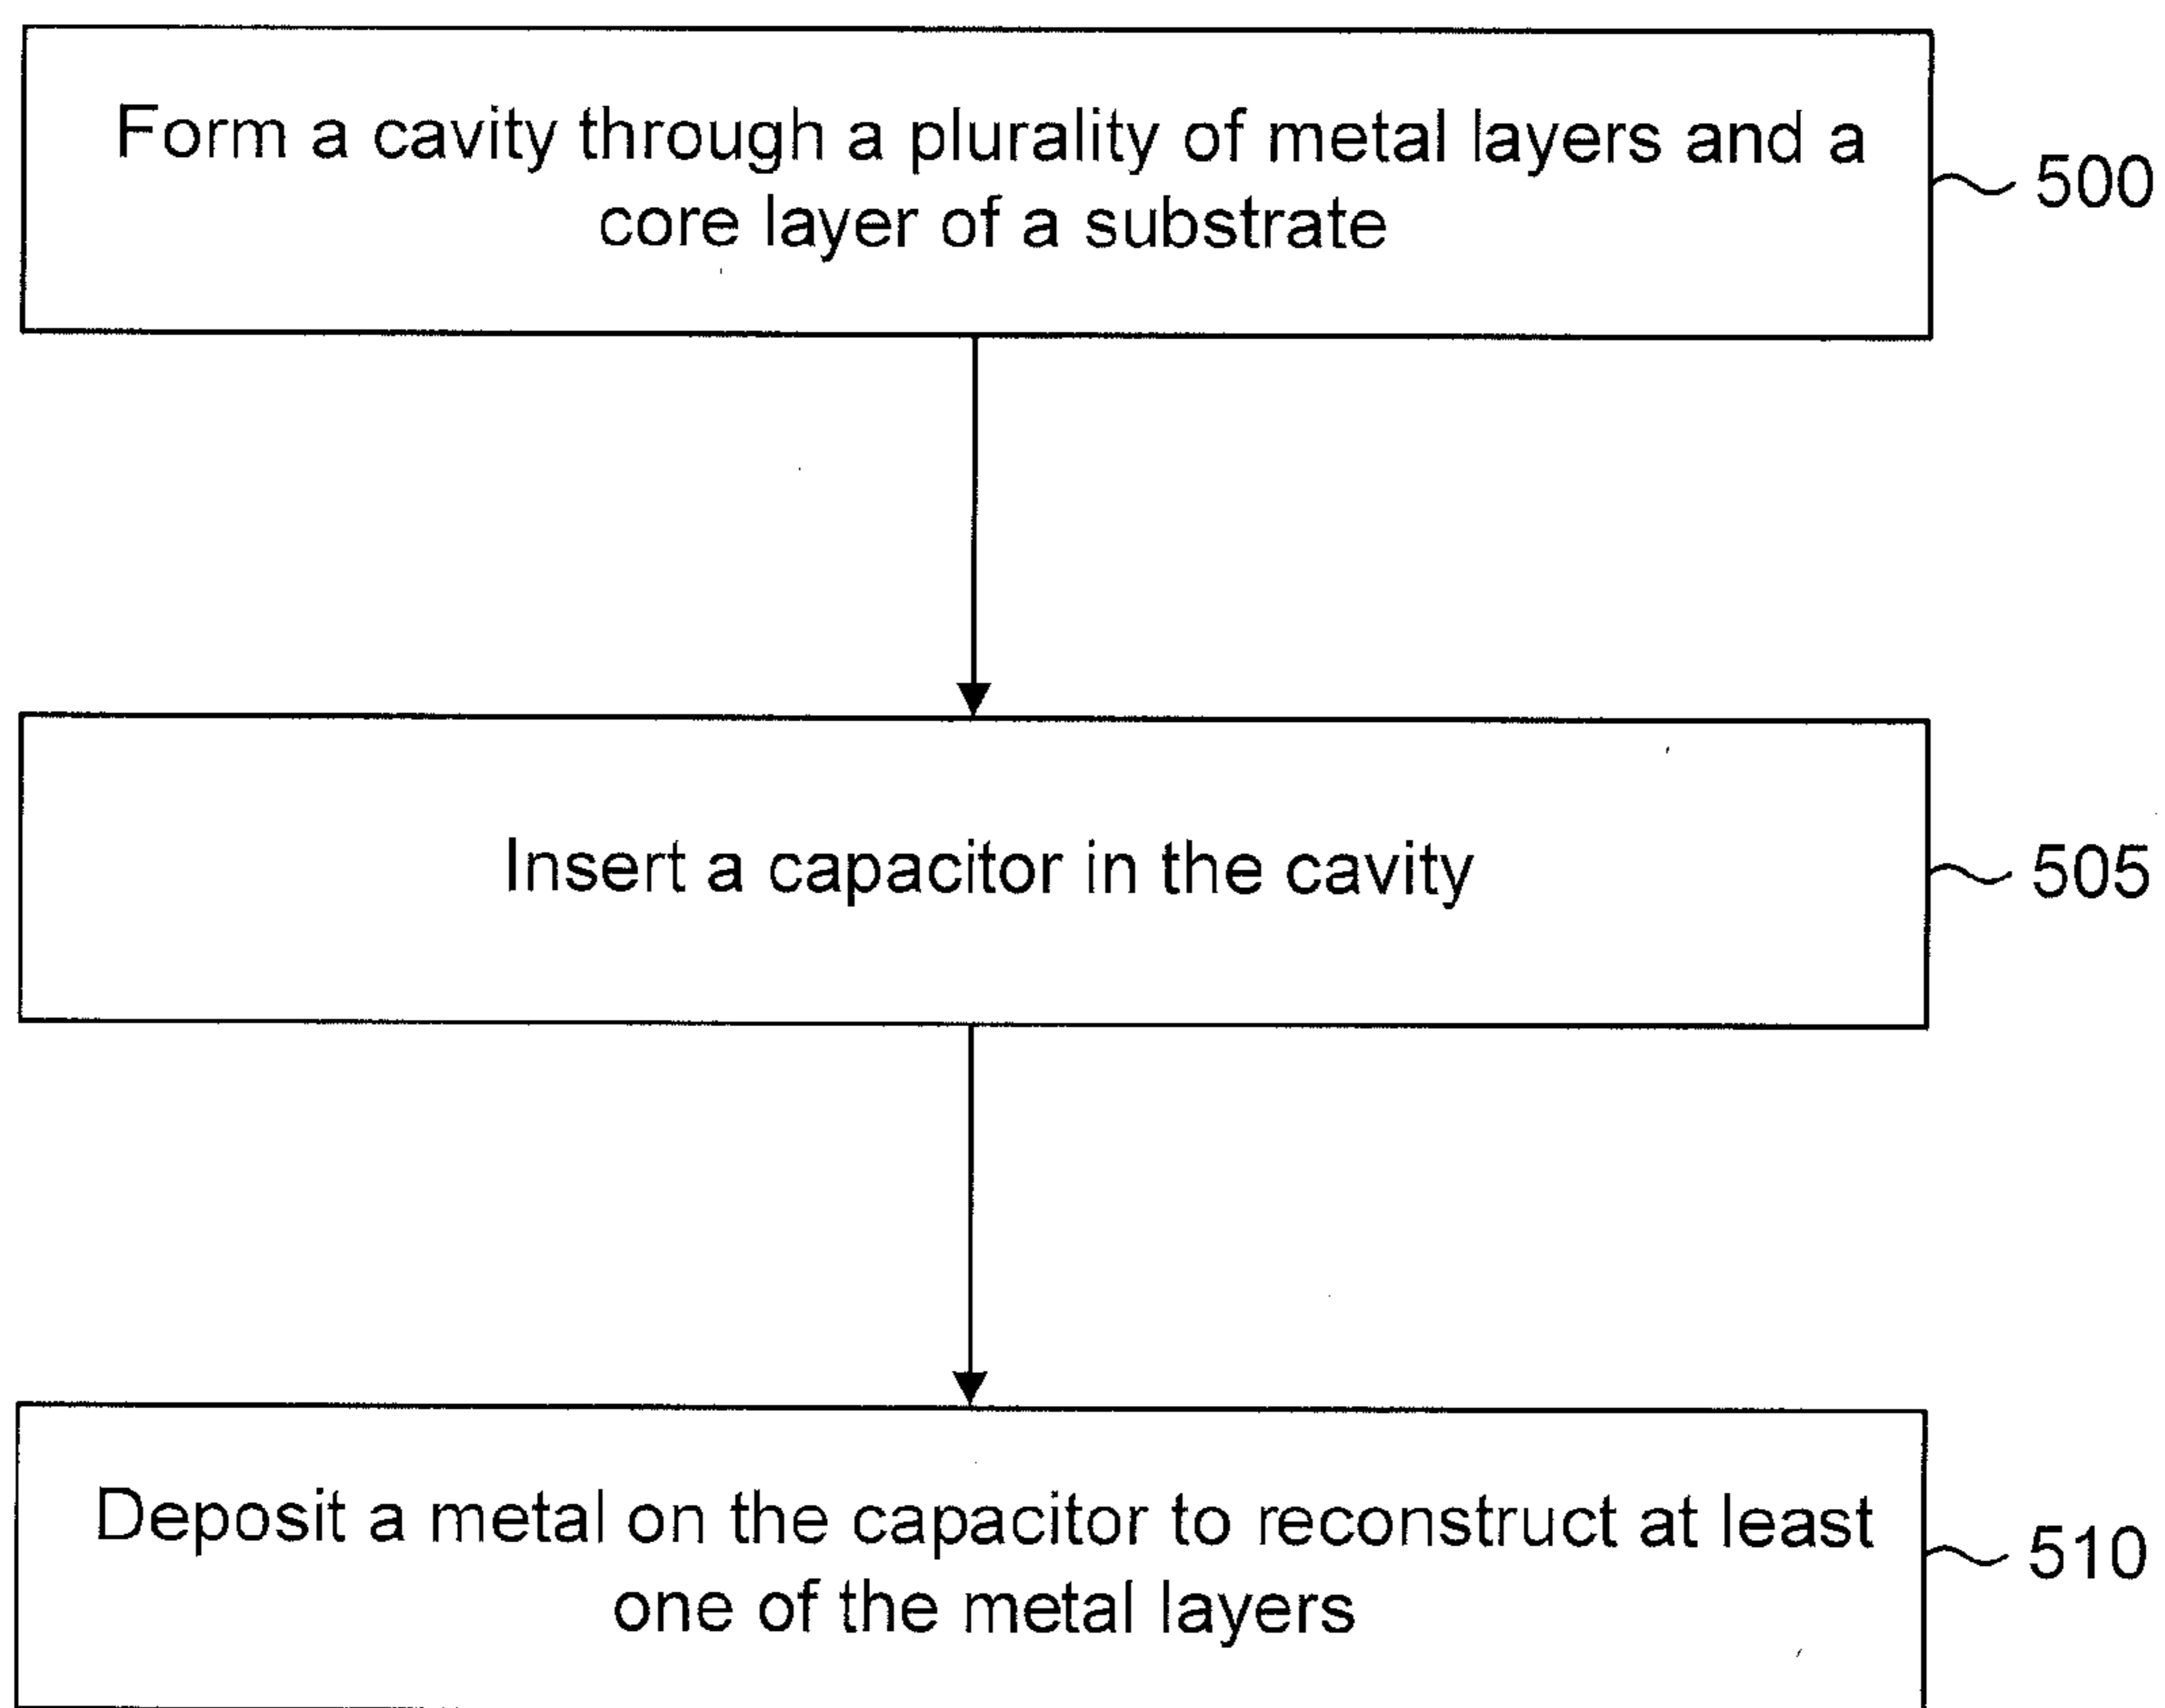 Form a cavity through a plurality of metal layers and a
core layer of a substrate
500
Insert a capacitor in the cavity
505
Deposit a metal on the capacitor to reconstruct at least
one of the metal layers
510